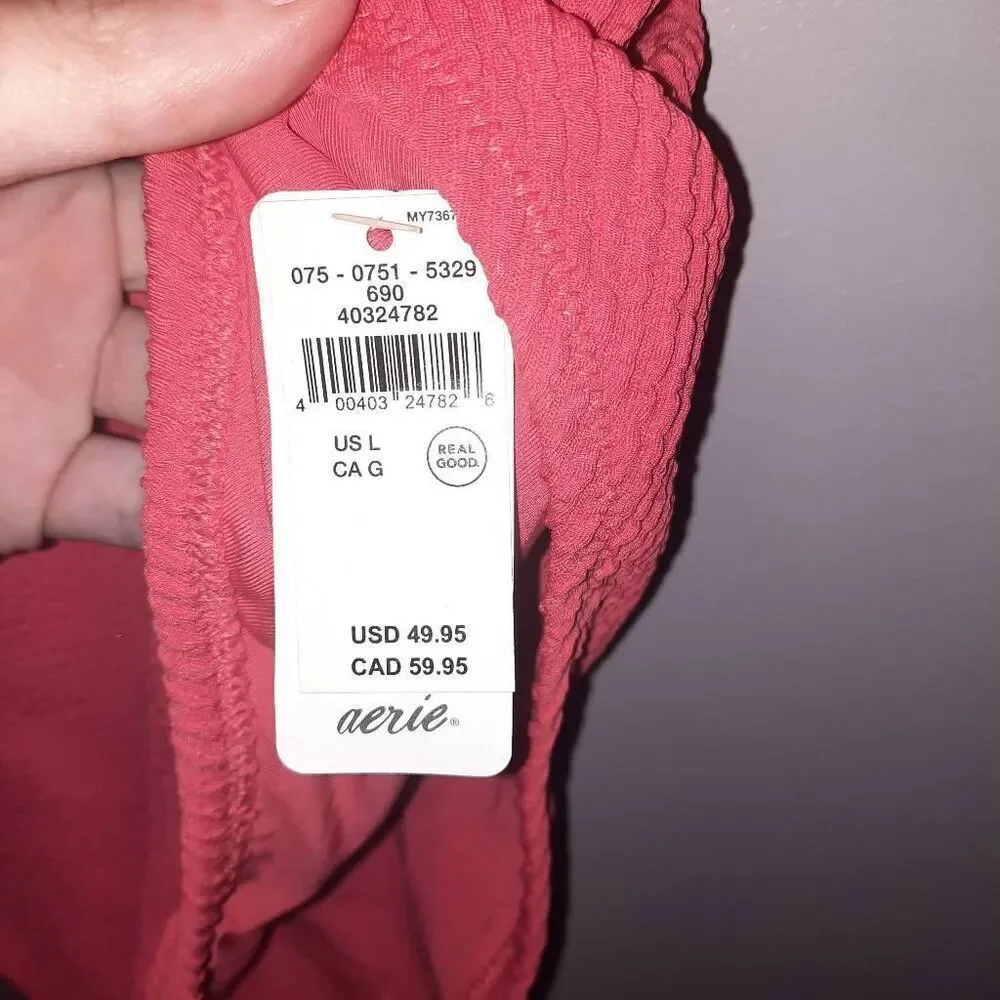 MY7367
075 - 0751 - 5329
690
40324782
4 00403 24782 6
US L
CA G
REAL
GOOD.
USD 49.95
CAD 59.95
aerie®